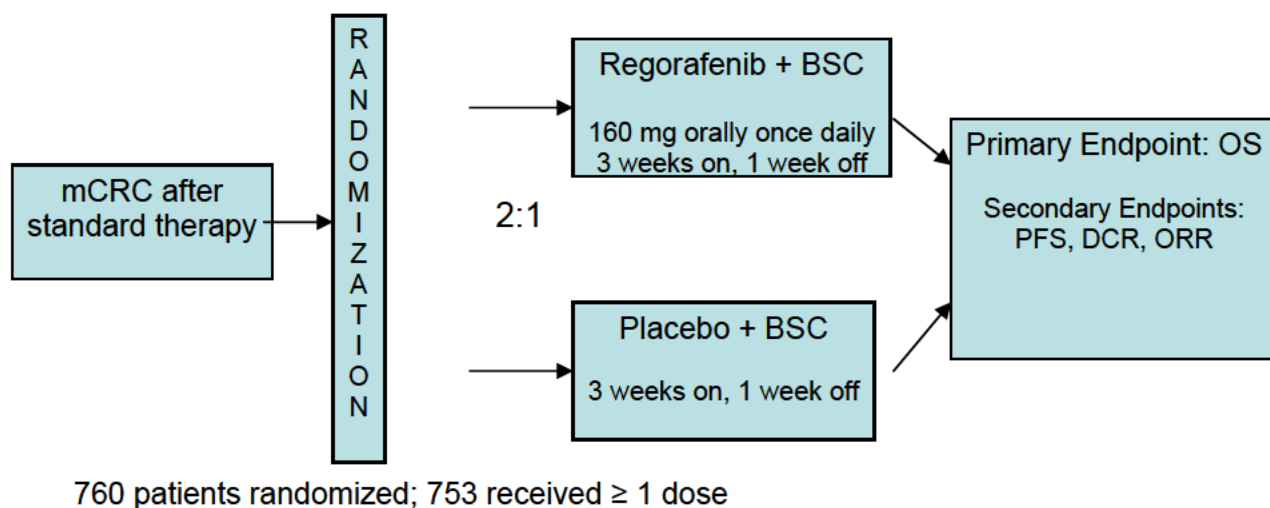 mCRC after
standard therapy
RANDOMIZATION
2:1
Regorafenib + BSC
160 mg orally once daily
3 weeks on, 1 week off
Placebo + BSC
3 weeks on, 1 week off
Primary Endpoint: OS
Secondary Endpoints:
PFS, DCR, ORR
760 patients randomized; 753 received ≥ 1 dose